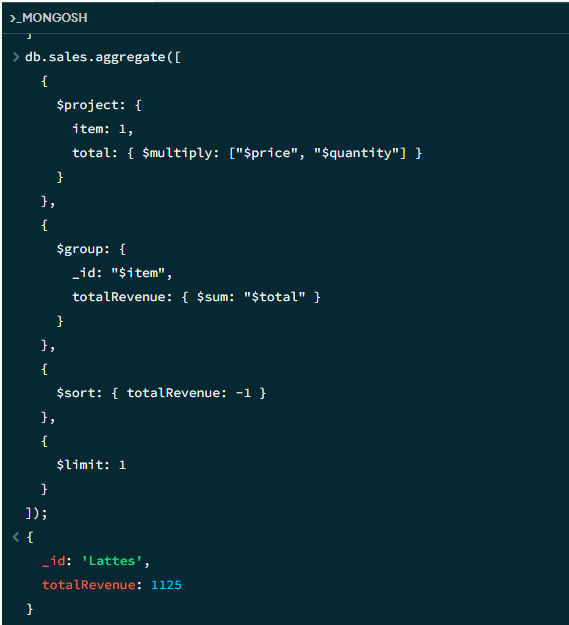 >_MONGOSH
]
> db.sales.aggregate([
{
$project: {
item: 1,
total: { $multiply: ["$price", "$quantity"] }
}
},
{
$group: {
_id: "$item",
totalRevenue: { $sum: "$total" }
}
},
{
$sort: { totalRevenue: -1 }
},
{
$limit: 1
}
]);
< {
_id: 'Lattes',
totalRevenue: 1125
}